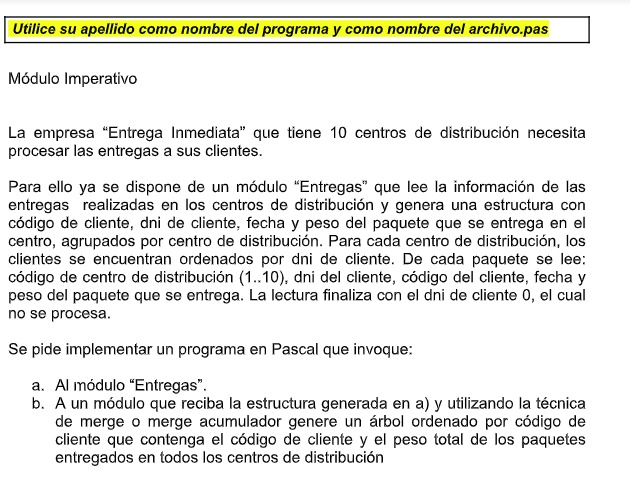 Utilice su apellido como nombre del programa y como nombre del archivo.pas
Módulo Imperativo
La empresa “Entrega Inmediata” que tiene 10 centros de distribución necesita
procesar las entregas a sus clientes.
Para ello ya se dispone de un módulo “Entregas” que lee la información de las
entregas realizadas en los centros de distribución y genera una estructura con
código de cliente, dni de cliente, fecha y peso del paquete que se entrega en el
centro, agrupados por centro de distribución. Para cada centro de distribución, los
clientes se encuentran ordenados por dni de cliente. De cada paquete se lee:
código de centro de distribución (1..10), dni del cliente, código del cliente, fecha y
peso del paquete que se entrega. La lectura finaliza con el dni de cliente 0, el cual
no se procesa.
Se pide implementar un programa en Pascal que invoque:
a. Al módulo “Entregas”.
b. A un módulo que reciba la estructura generada en a) y utilizando la técnica
de merge o merge acumulador genere un árbol ordenado por código de
cliente que contenga el código de cliente y el peso total de los paquetes
entregados en todos los centros de distribución